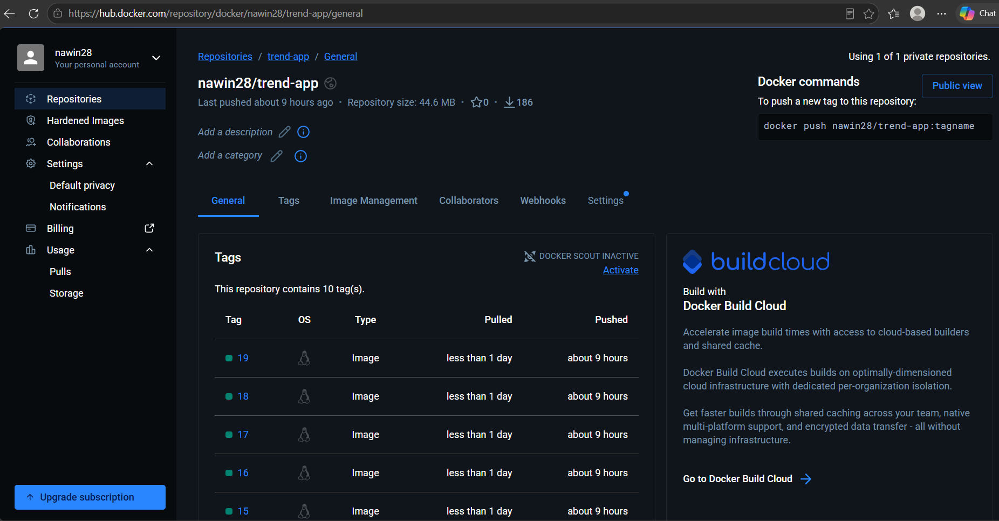 https://hub.docker.com/repository/docker/nawin28/trend-app/general
Chat
nawin28
Your personal account
Repositories
Hardened Images
Collaborations
Settings
Default privacy
Notifications
Billing
Usage
Pulls
Storage
Upgrade subscription
Repositories / trend-app / General
Using 1 of 1 private repositories.
nawin28/trend-app
Last pushed about 9 hours ago • Repository size: 44.6 MB • 0 • 186
Add a description
Add a category
Docker commands
Public view
To push a new tag to this repository:
docker push nawin28/trend-app:tagname
General Tags Image Management Collaborators Webhooks Settings
Tags
DOCKER SCOUT INACTIVE
Activate
This repository contains 10 tag(s).
Tag OS Type Pulled Pushed
19 Image less than 1 day about 9 hours
18 Image less than 1 day about 9 hours
17 Image less than 1 day about 9 hours
16 Image less than 1 day about 9 hours
15 Image less than 1 day about 9 hours
buildcloud
Build with
Docker Build Cloud
Accelerate image build times with access to cloud-based builders
and shared cache.
Docker Build Cloud executes builds on optimally-dimensioned
cloud infrastructure with dedicated per-organization isolation.
Get faster builds through shared caching across your team, native
multi-platform support, and encrypted data transfer - all without
managing infrastructure.
Go to Docker Build Cloud